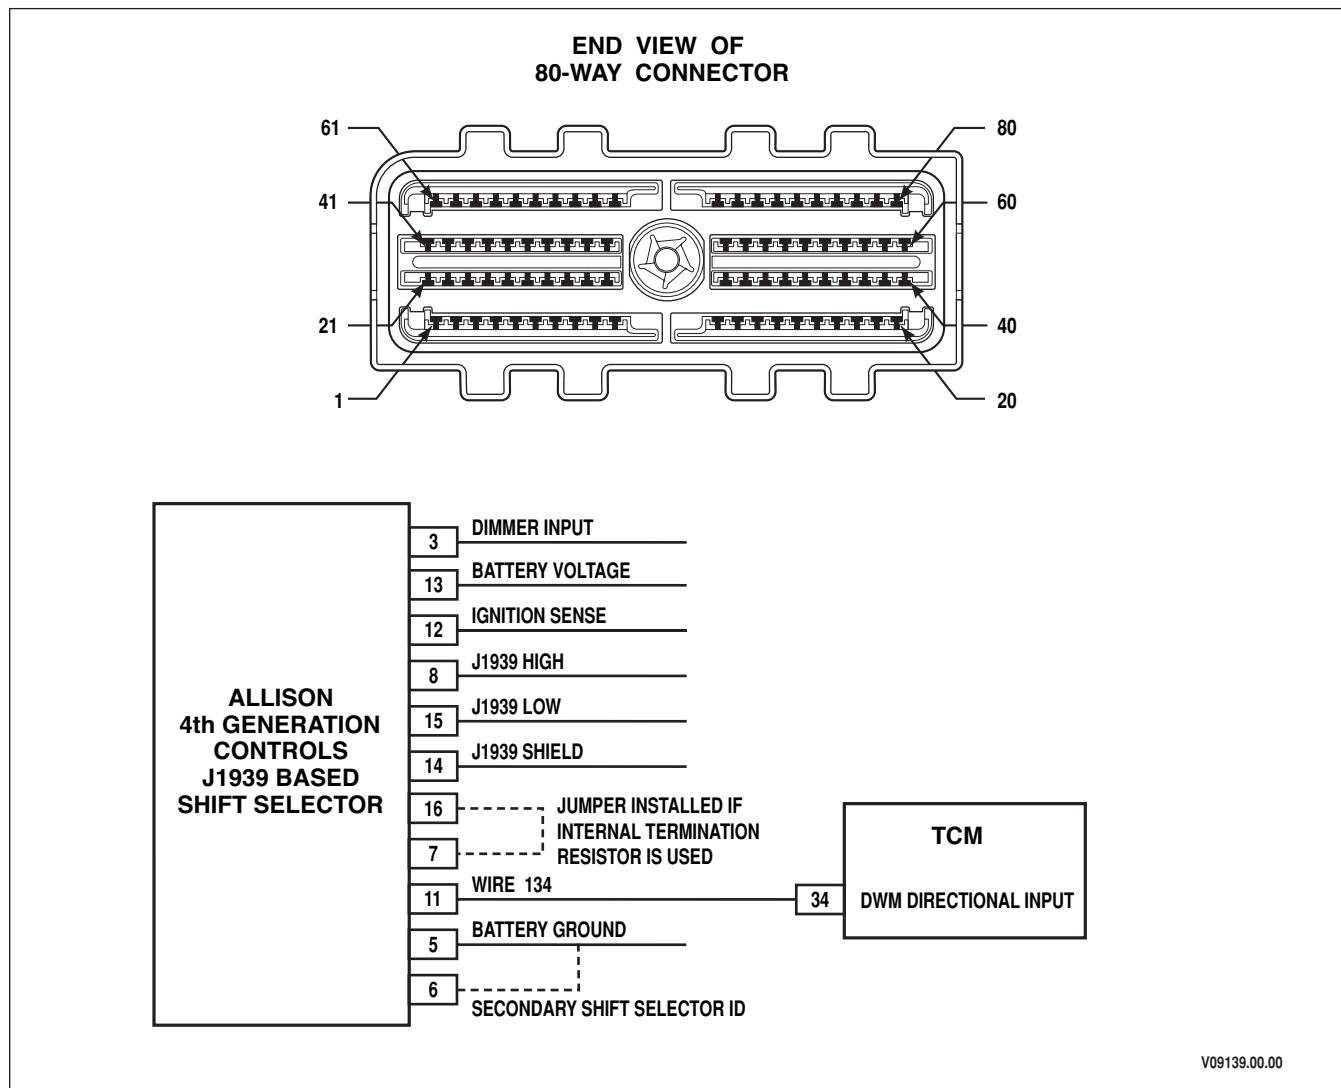 END VIEW OF
80-WAY CONNECTOR
61
80
41
60
21
40
1
20
ALLISON
4th GENERATION
CONTROLS
J1939 BASED
SHIFT SELECTOR
3
DIMMER INPUT
13
BATTERY VOLTAGE
12
IGNITION SENSE
8
J1939 HIGH
15
J1939 LOW
14
J1939 SHIELD
16
7
JUMPER INSTALLED IF
INTERNAL TERMINATION
RESISTOR IS USED
11
WIRE 134
34
TCM
DWM DIRECTIONAL INPUT
5
BATTERY GROUND
6
SECONDARY SHIFT SELECTOR ID
V09139.00.00